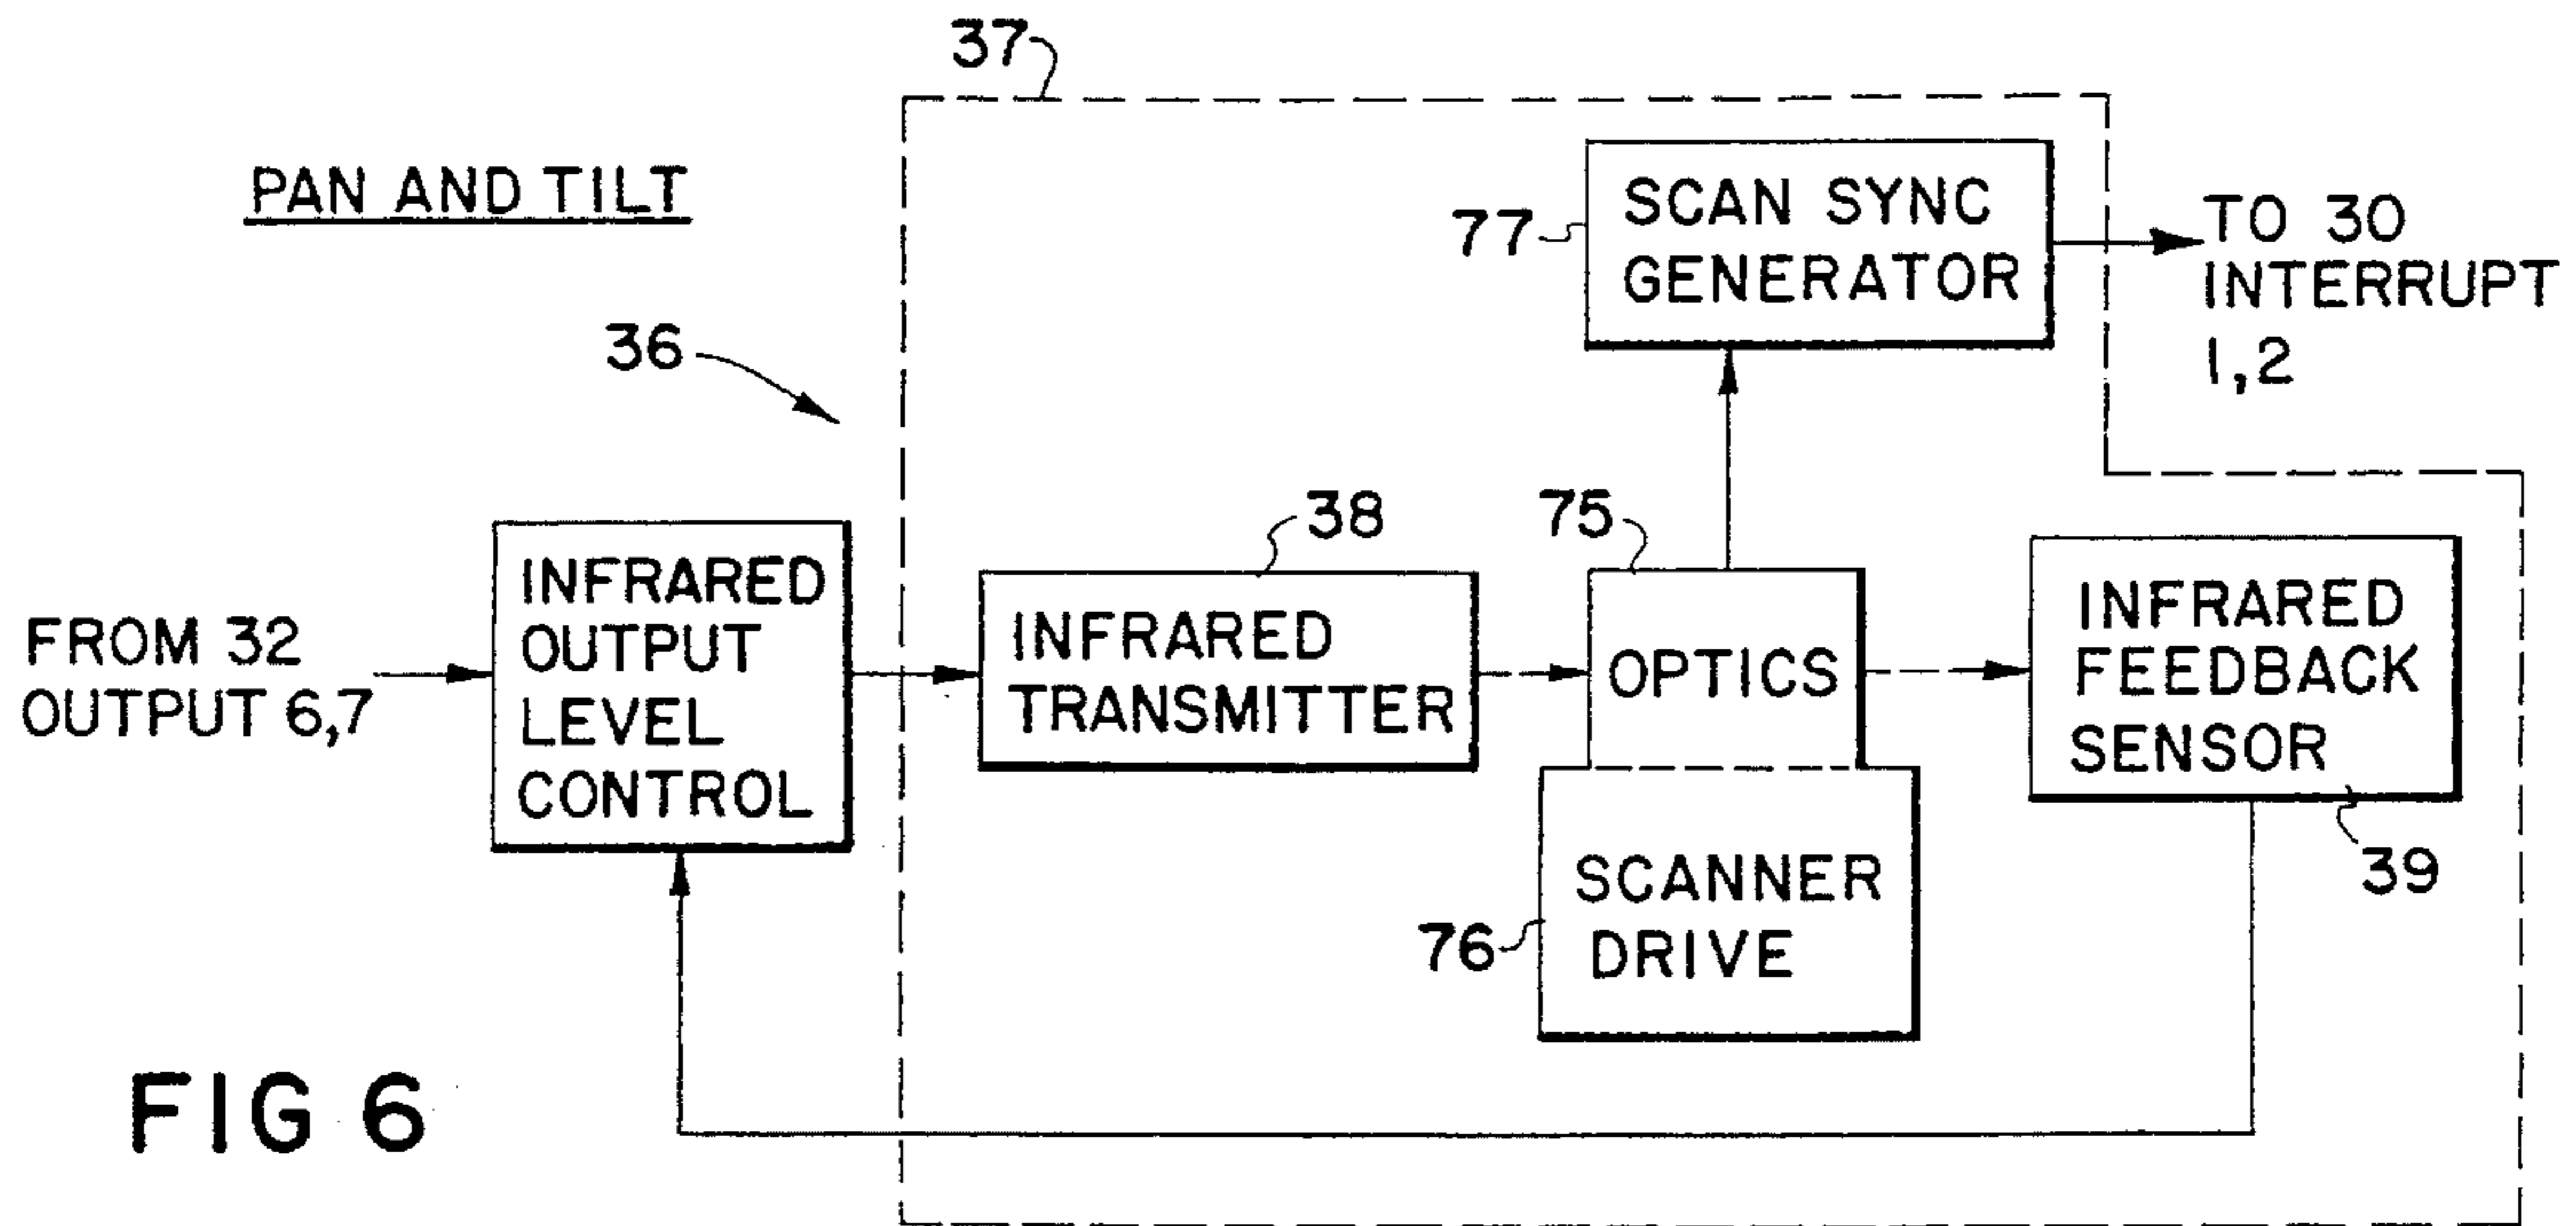 37
PAN AND TILT
77
SCAN SYNC
GENERATOR
TO 30
INTERRUPT
1,2
36
38
75
INFRARED
OUTPUT
LEVEL
CONTROL
FROM 32
OUTPUT 6,7
INFRARED
TRANSMITTER
OPTICS
INFRARED
FEEDBACK
SENSOR
39
SCANNER
DRIVE
76
FIG 6